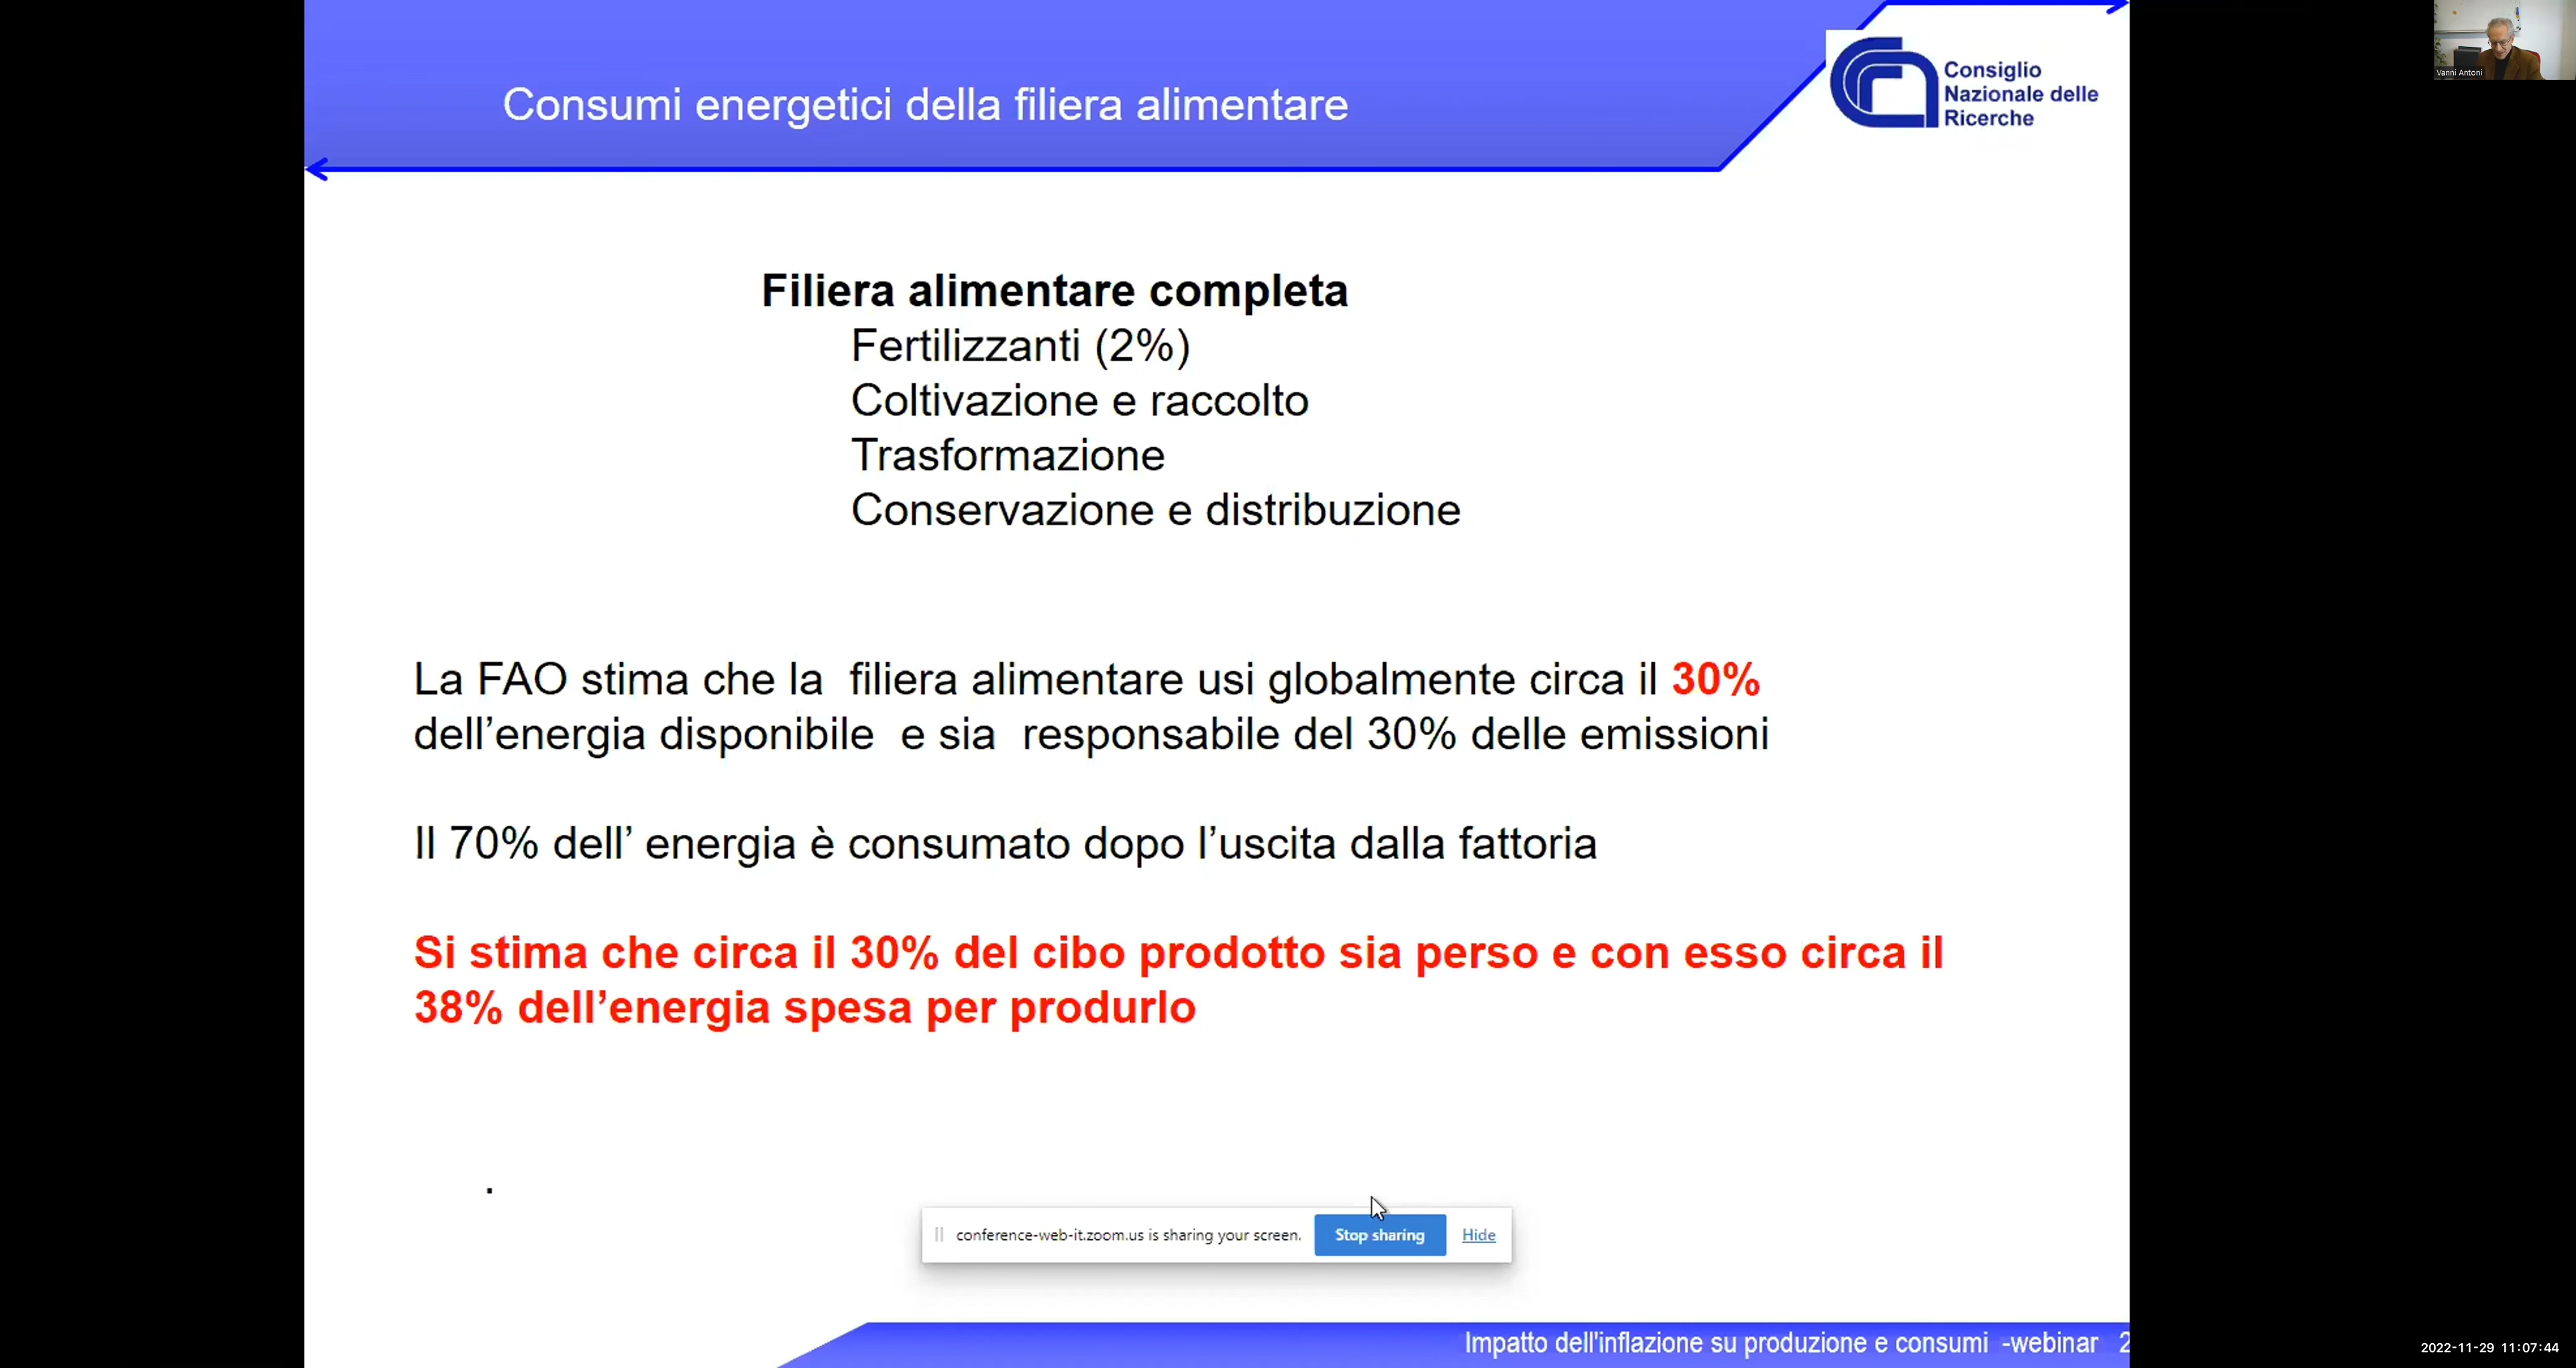 Consumi energetici della filiera alimentare
Consiglio
Nazionale delle
Ricerche
Vanni Antoni
Filiera alimentare completa
Fertilizzanti (2%)
Coltivazione e raccolto
Trasformazione
Conservazione e distribuzione
La FAO stima che la filiera alimentare usi globalmente circa il 30%
dell’energia disponibile e sia responsabile del 30% delle emissioni
Il 70% dell’ energia è consumato dopo l’uscita dalla fattoria
Si stima che circa il 30% del cibo prodotto sia perso e con esso circa il
38% dell’energia spesa per produrlo
.
conference-web-it.zoom.us is sharing your screen. Stop sharing Hide
Impatto dell'inflazione su produzione e consumi -webinar 2
2022-11-29 11:07:44